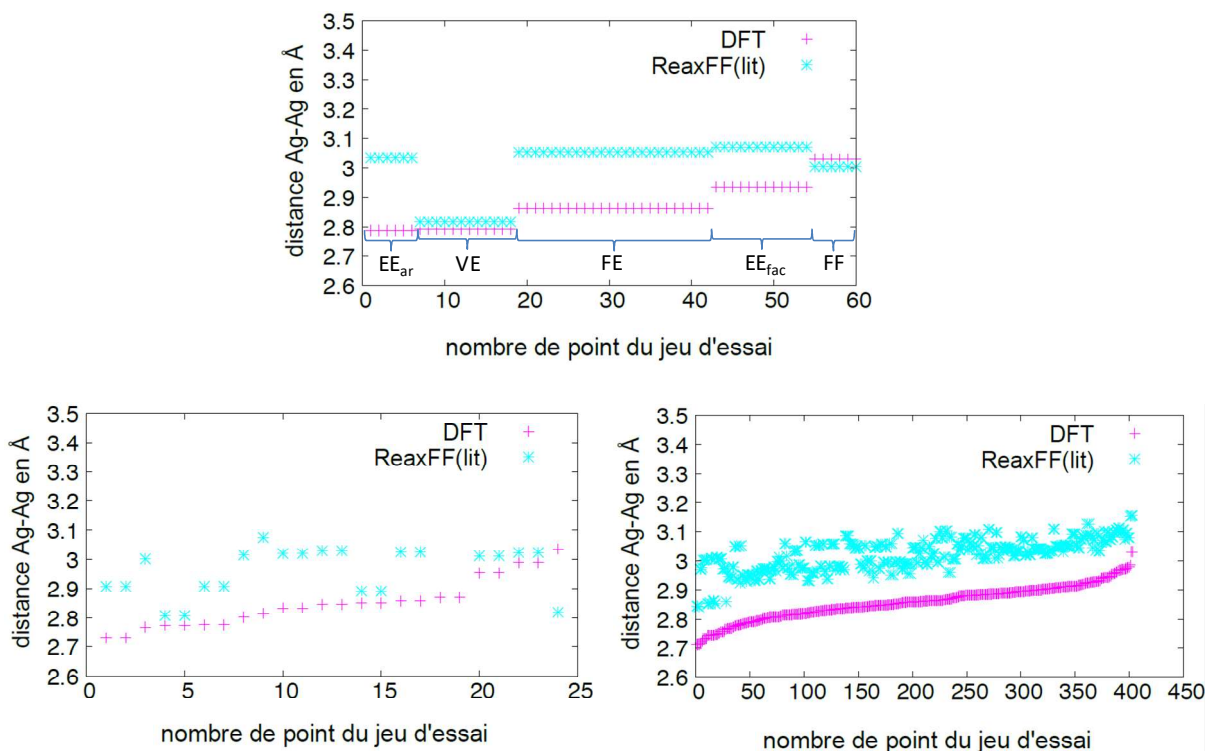 distance Ag-Ag en Å
3.5
3.4
3.3
3.2
3.1
3
2.9
2.8
2.7
2.6
DFT
ReaxFF(lit)
EEar VE FE EEfac FF
0 10 20 30 40 50 60
nombre de point du jeu d'essai
distance Ag-Ag en Å
3.5
3.4
3.3
3.2
3.1
3
2.9
2.8
2.7
2.6
DFT
ReaxFF(lit)
0 5 10 15 20 25
nombre de point du jeu d'essai
distance Ag-Ag en Å
3.5
3.4
3.3
3.2
3.1
3
2.9
2.8
2.7
2.6
DFT
ReaxFF(lit)
0 50 100 150 200 250 300 350 400 450
nombre de point du jeu d'essai